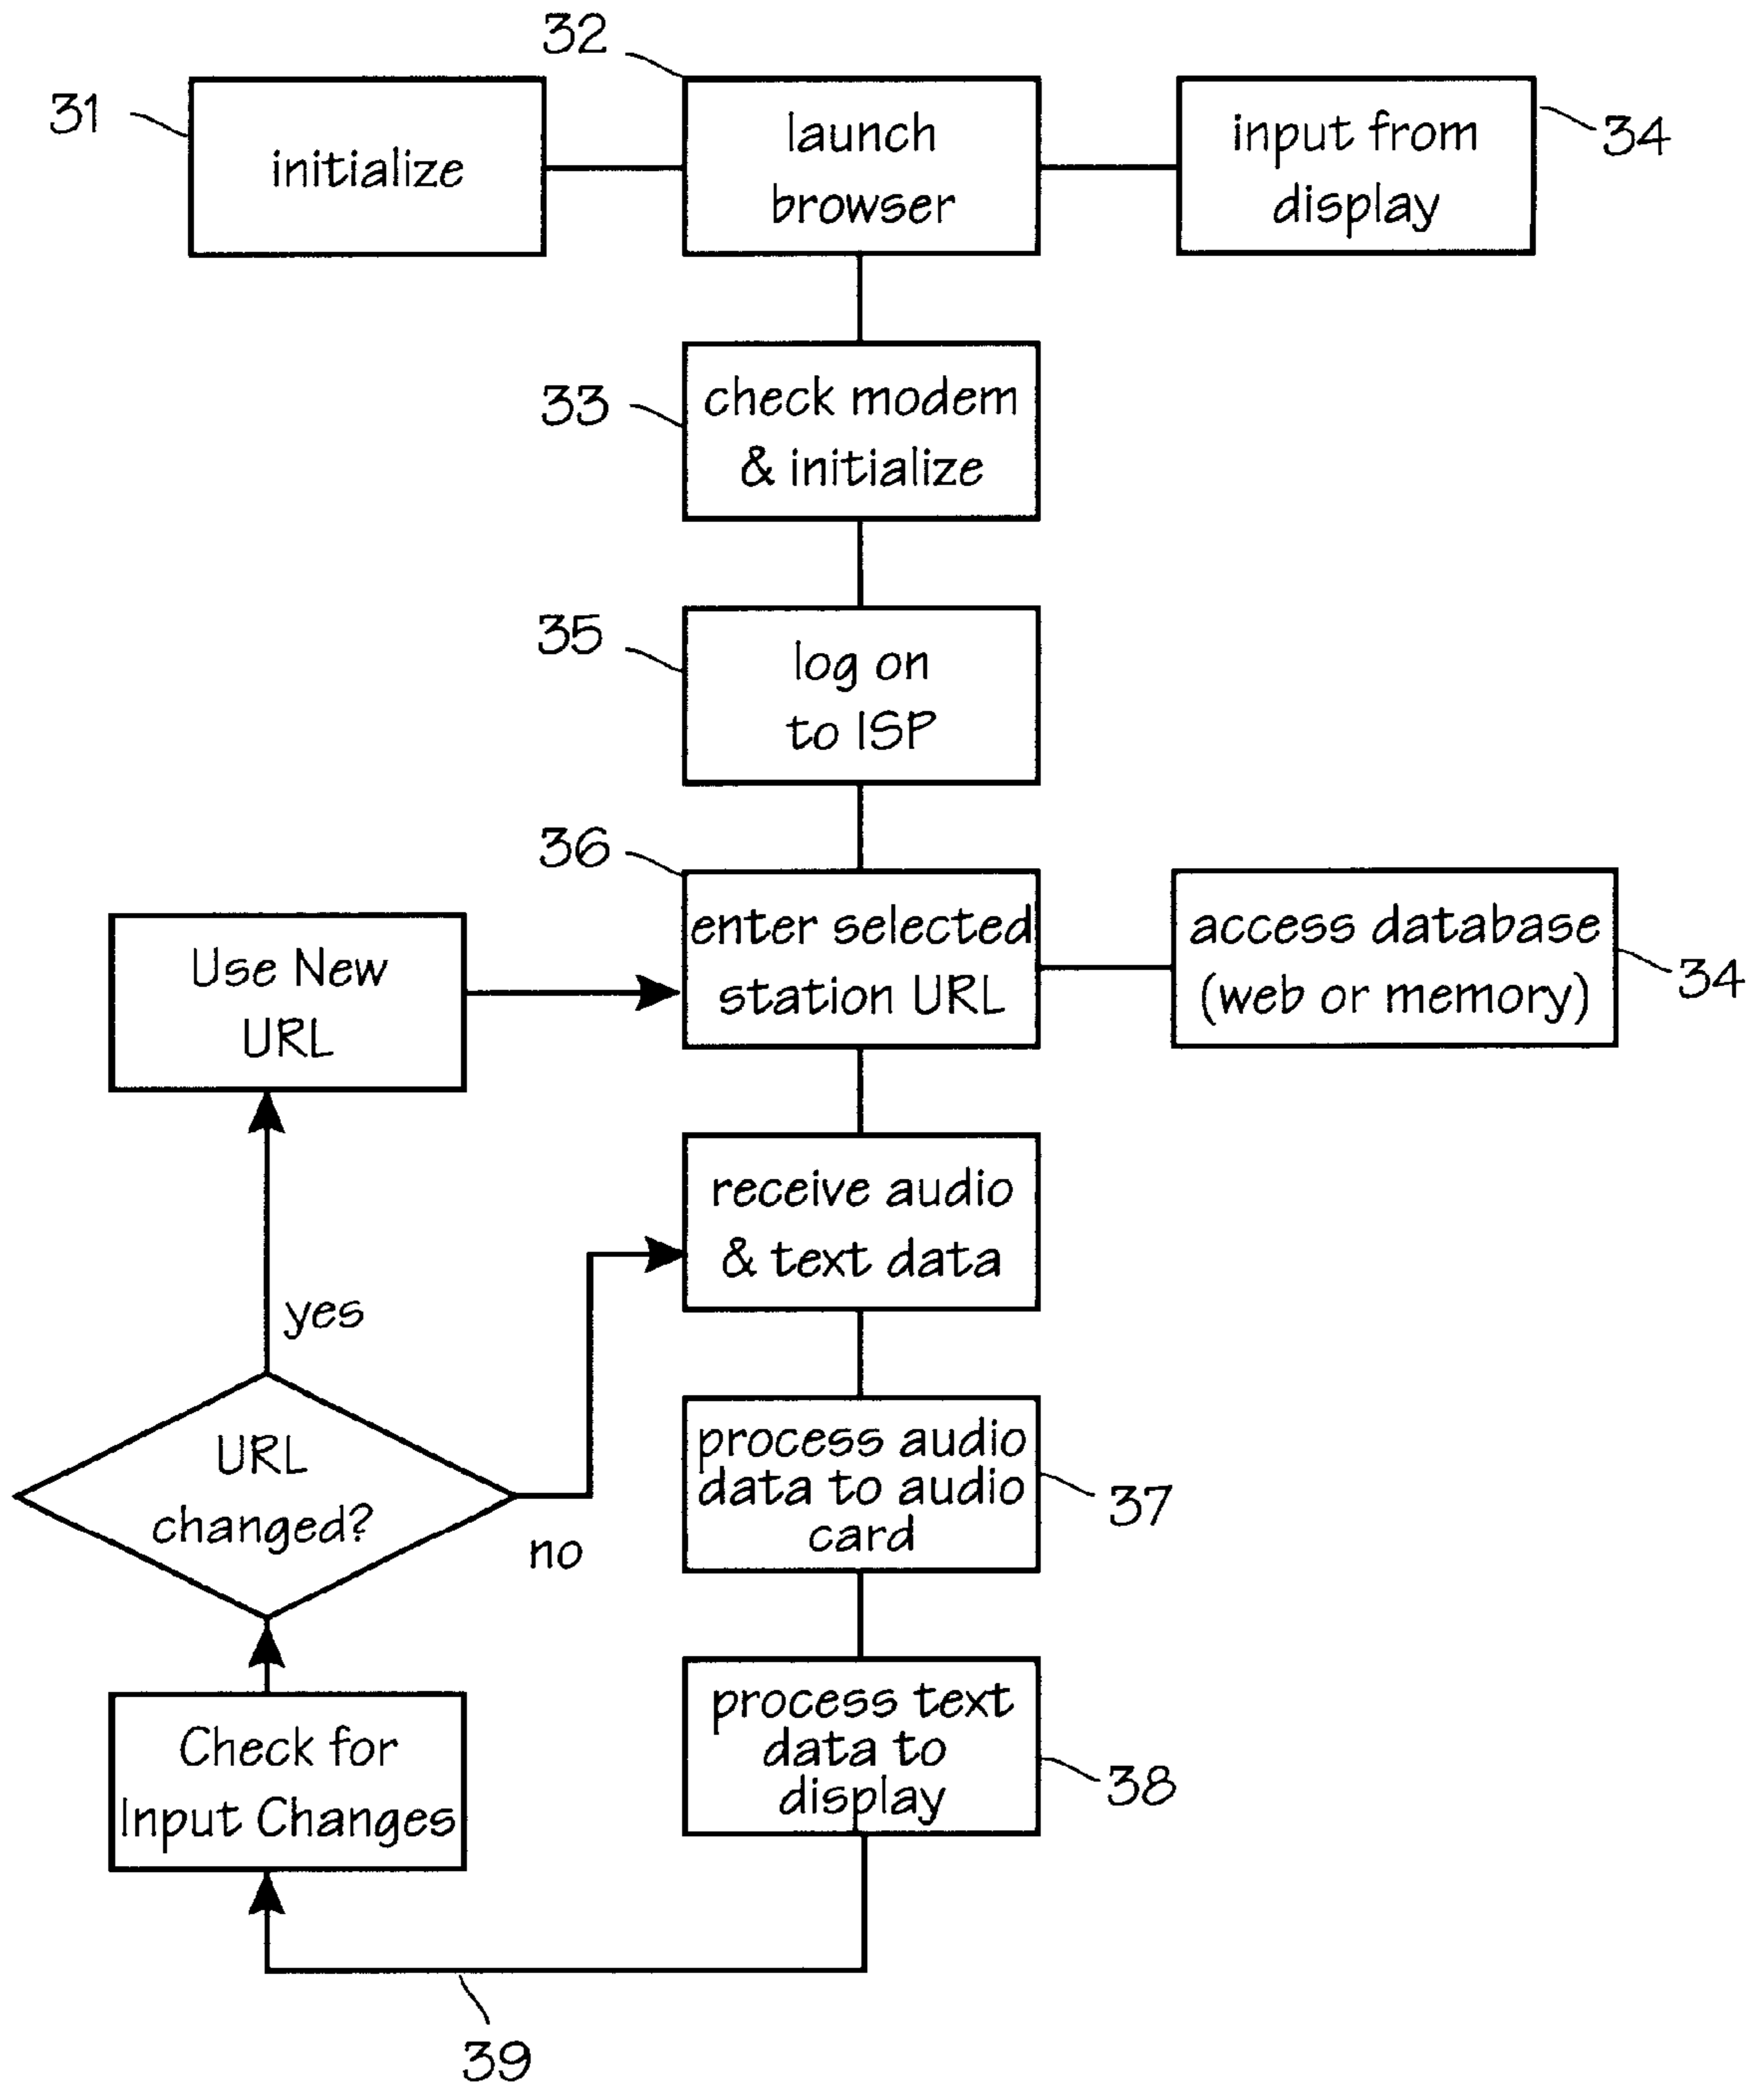 32
31
initialize
launch
browser
input from
display
34
33
check modem
& initialize
35
log on
to ISP
36
enter selected
station URL
access database
(web or memory)
34
Use New
URL
receive audio
& text data
yes
URL
changed?
no
process audio
data to audio
card
37
process text
data to
display
38
Check for
Input Changes
39